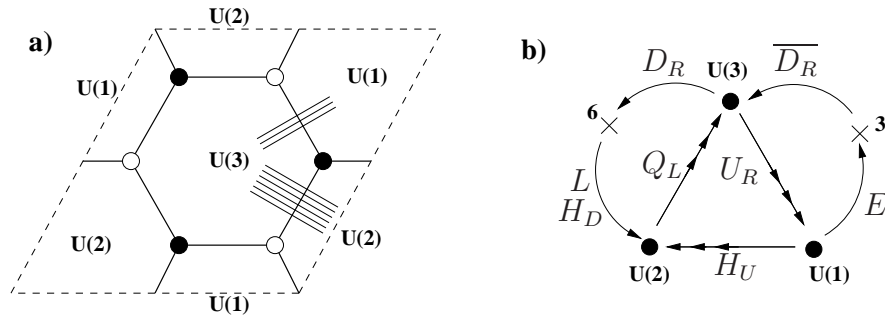 a)
U(2)
U(1)
U(1)
U(3)
U(2)
U(2)
U(1)
b)
D_R
U(3)
\overline{D_R}
6
3
Q_L
U_R
L
H_D
E
U(2)
H_U
U(1)